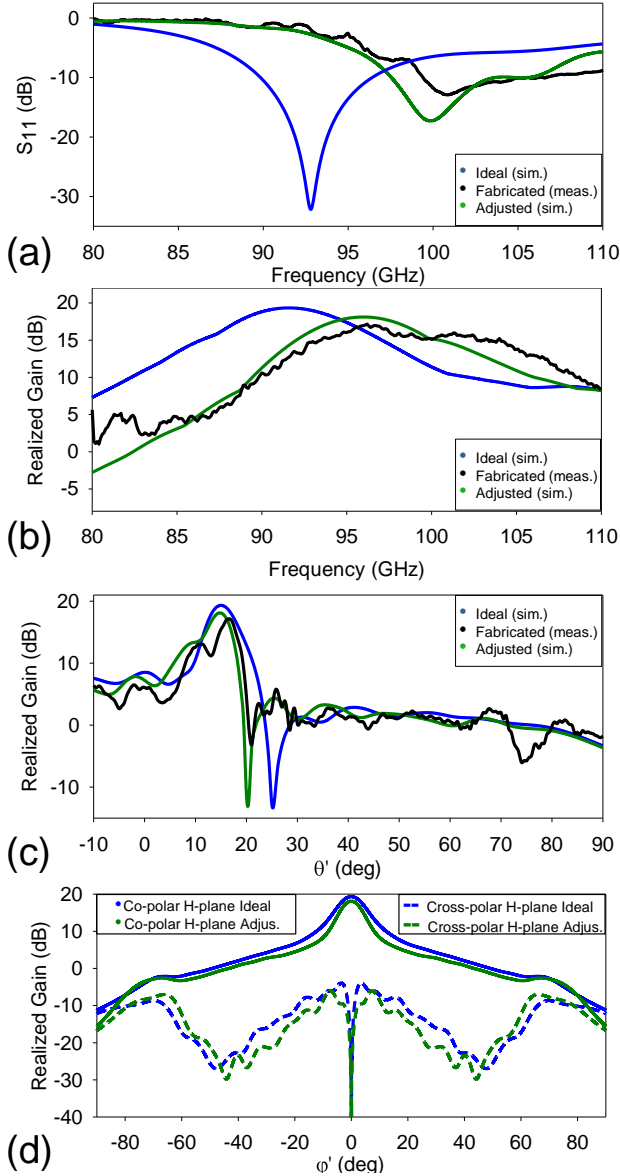 0
-10
-20
-30
S11 (dB)
Ideal (sim.)
Fabricated (meas.)
Adjusted (sim.)
80 85 90 95 100 105 110
(a)
Frequency (GHz)
20
15
10
5
0
-5
Realized Gain (dB)
Ideal (sim.)
Fabricated (meas.)
Adjusted (sim.)
(b)
80 85 90 95 100 105 110
Frequency (GHz)
20
10
0
-10
Realized Gain (dB)
Ideal (sim.)
Fabricated (meas.)
Adjusted (sim.)
(c)
-10 0 10 20 30 40 50 60 70 80 90
θ' (deg)
20
10
0
-10
-20
-30
-40
Realized Gain (dB)
Co-polar H-plane Ideal
Co-polar H-plane Adjus.
Cross-polar H-plane Ideal
Cross-polar H-plane Adjus.
(d)
-80 -60 -40 -20 0 20 40 60 80
φ' (deg)